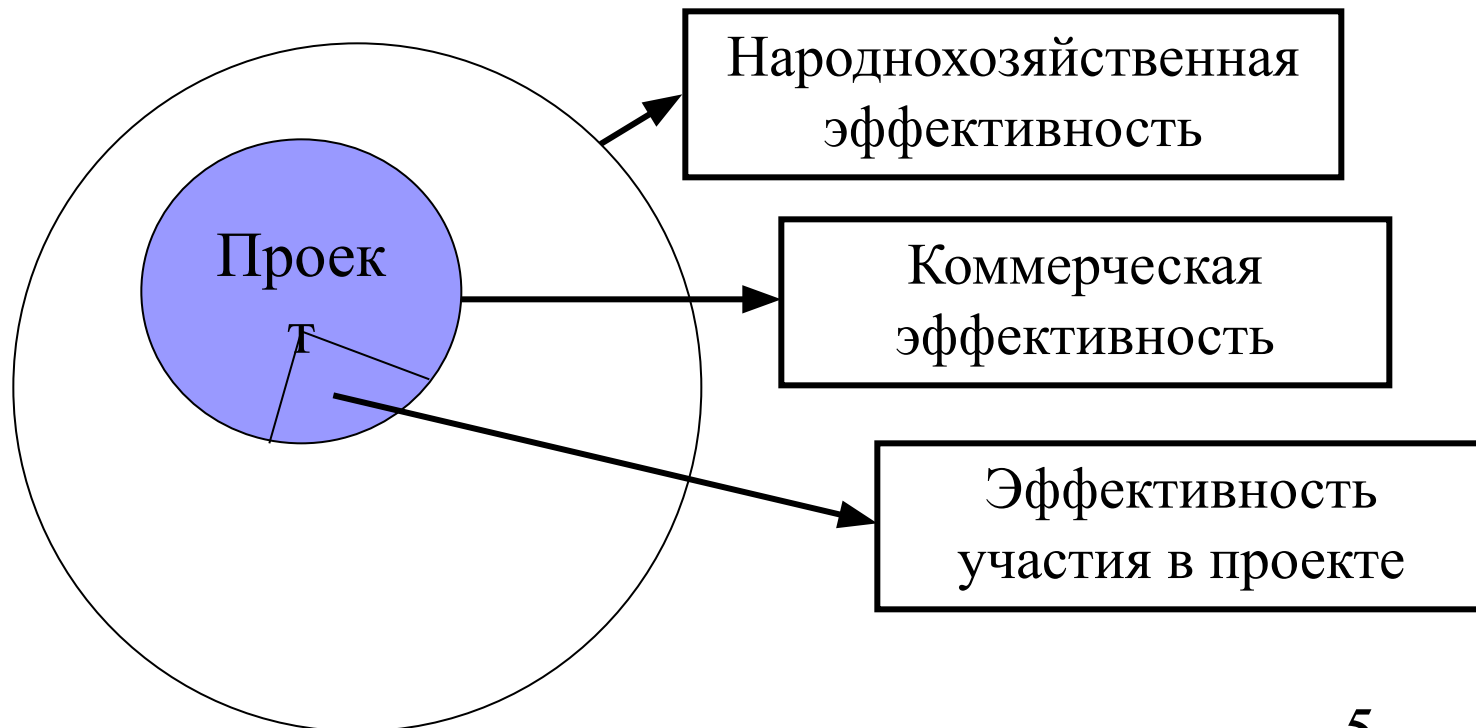 Народнохозяйственная
эффективность
Проек
т
Коммерческая
эффективность
Эффективность
участия в проекте
5